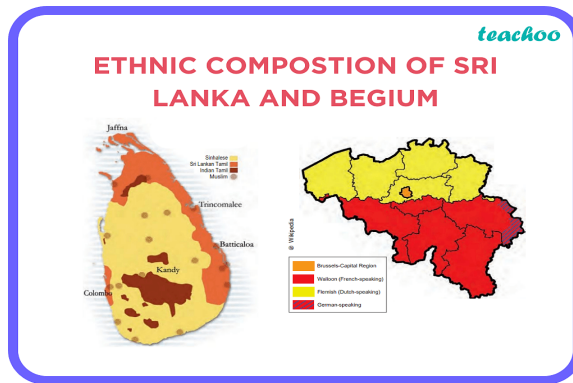 teachoo
ETHNIC COMPOSTION OF SRI
LANKA AND BEGIUM
Jaffna
Sinhalese
Sri Lankan Tamil
Indian Tamil
Muslim
Trincomalee
Batticaloa
Kandy
Colombo
© Wikipedia
Brussels-Capital Region
Walloon (French-speaking)
Flemish (Dutch-speaking)
German-speaking